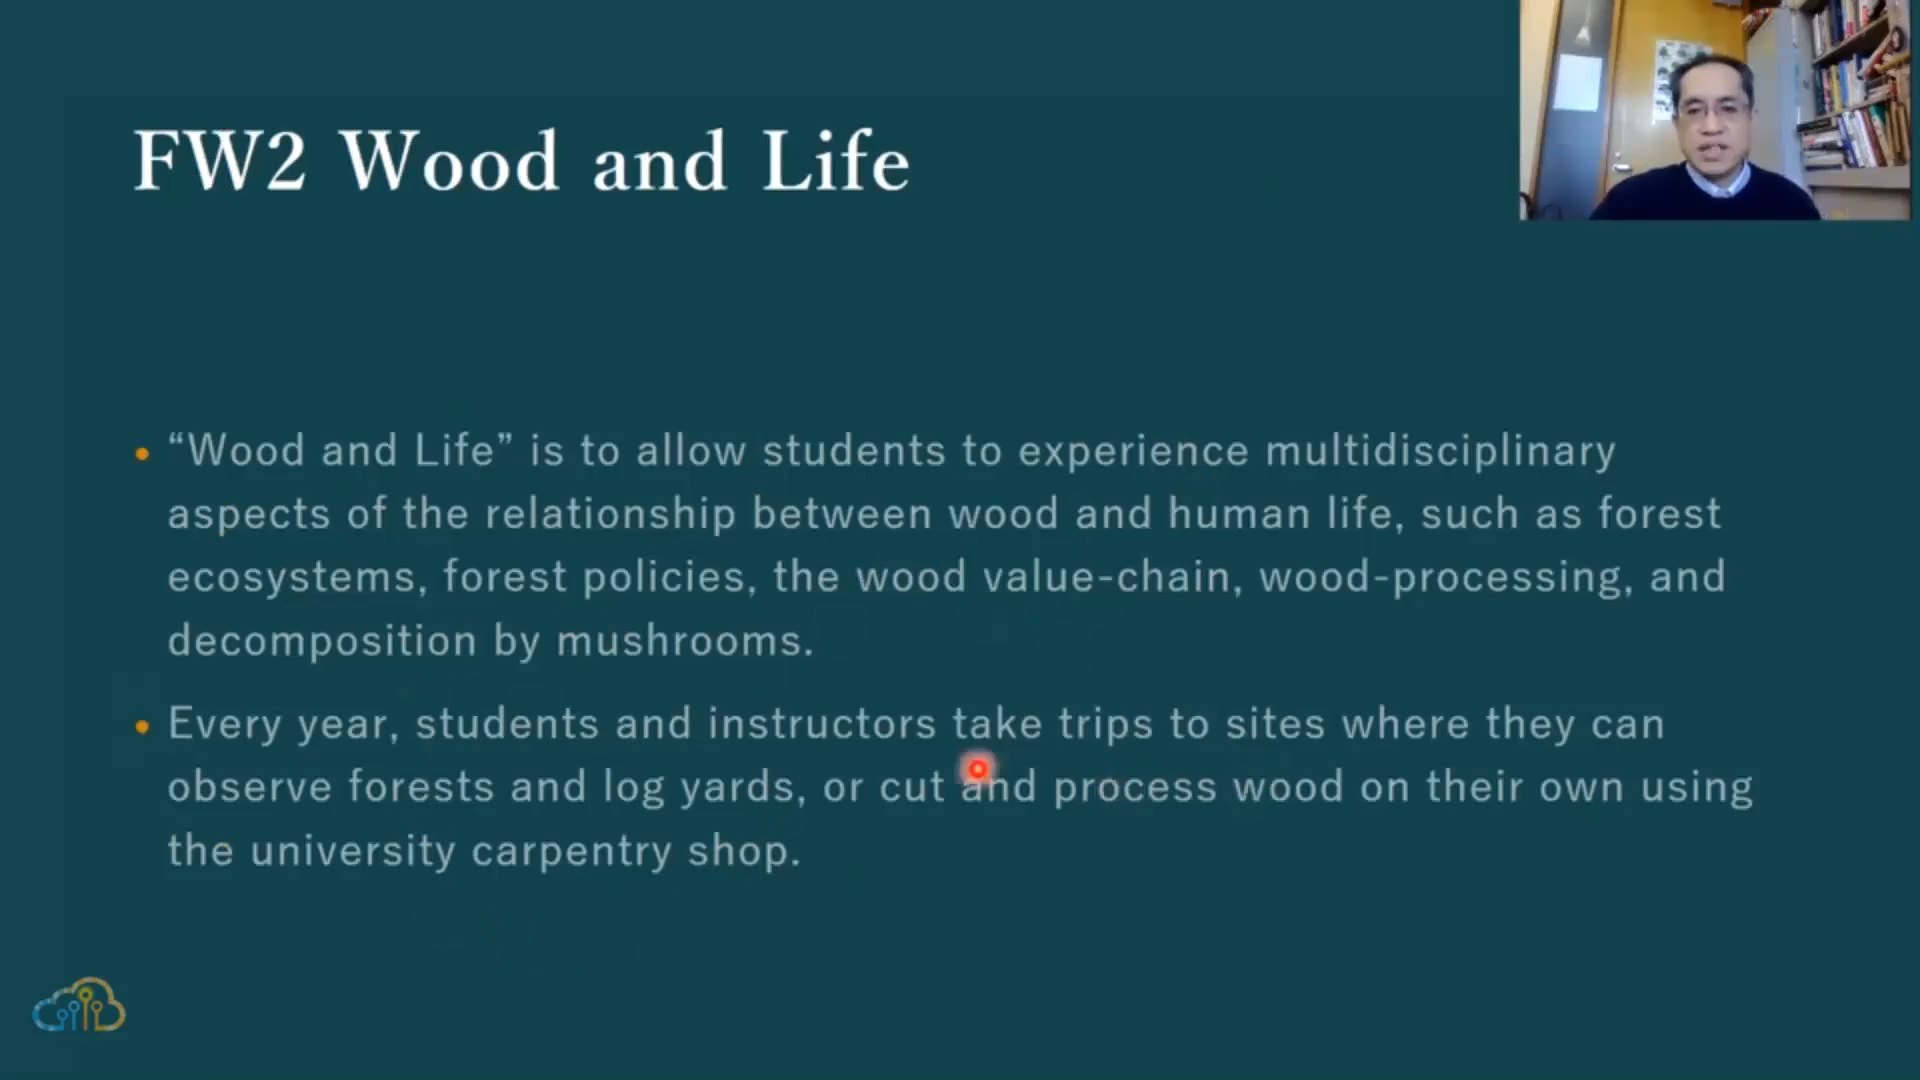 FW2 Wood and Life
• “Wood and Life” is to allow students to experience multidisciplinary
aspects of the relationship between wood and human life, such as forest
ecosystems, forest policies, the wood value-chain, wood-processing, and
decomposition by mushrooms.
• Every year, students and instructors take trips to sites where they can
observe forests and log yards, or cut and process wood on their own using
the university carpentry shop.